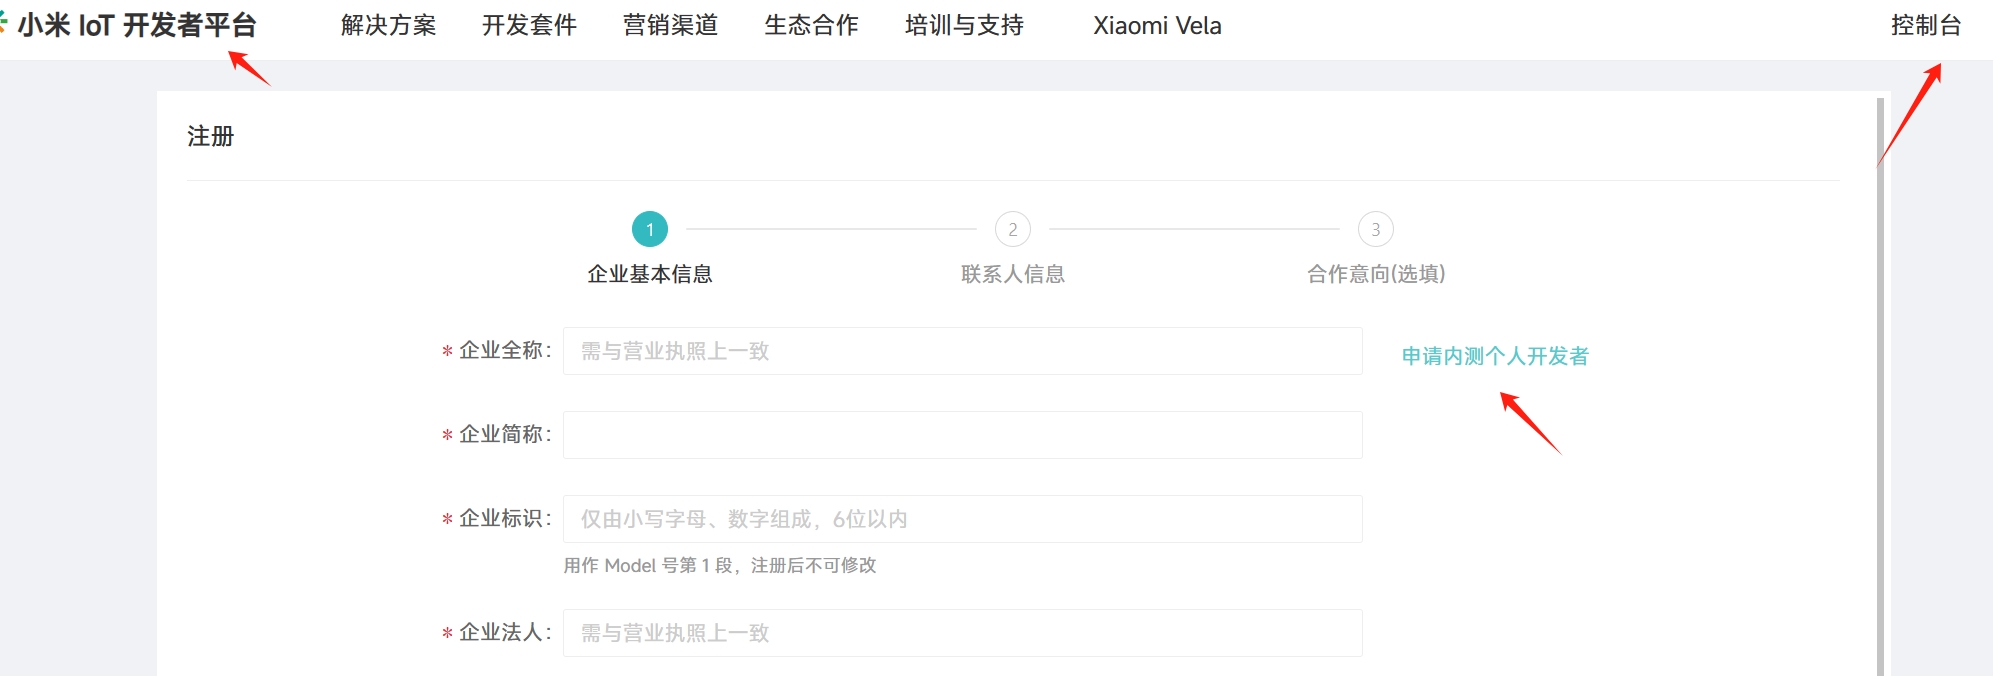 小米 IoT 开发者平台 解决方案 开发套件 营销渠道 生态合作 培训与支持 Xiaomi Vela 控制台
注册
1 2 3
企业基本信息 联系人信息 合作意向(选填)
* 企业全称: 需与营业执照上一致 申请内测个人开发者
* 企业简称:
* 企业标识: 仅由小写字母、数字组成，6位以内
用作 Model 号第 1 段，注册后不可修改
* 企业法人: 需与营业执照上一致